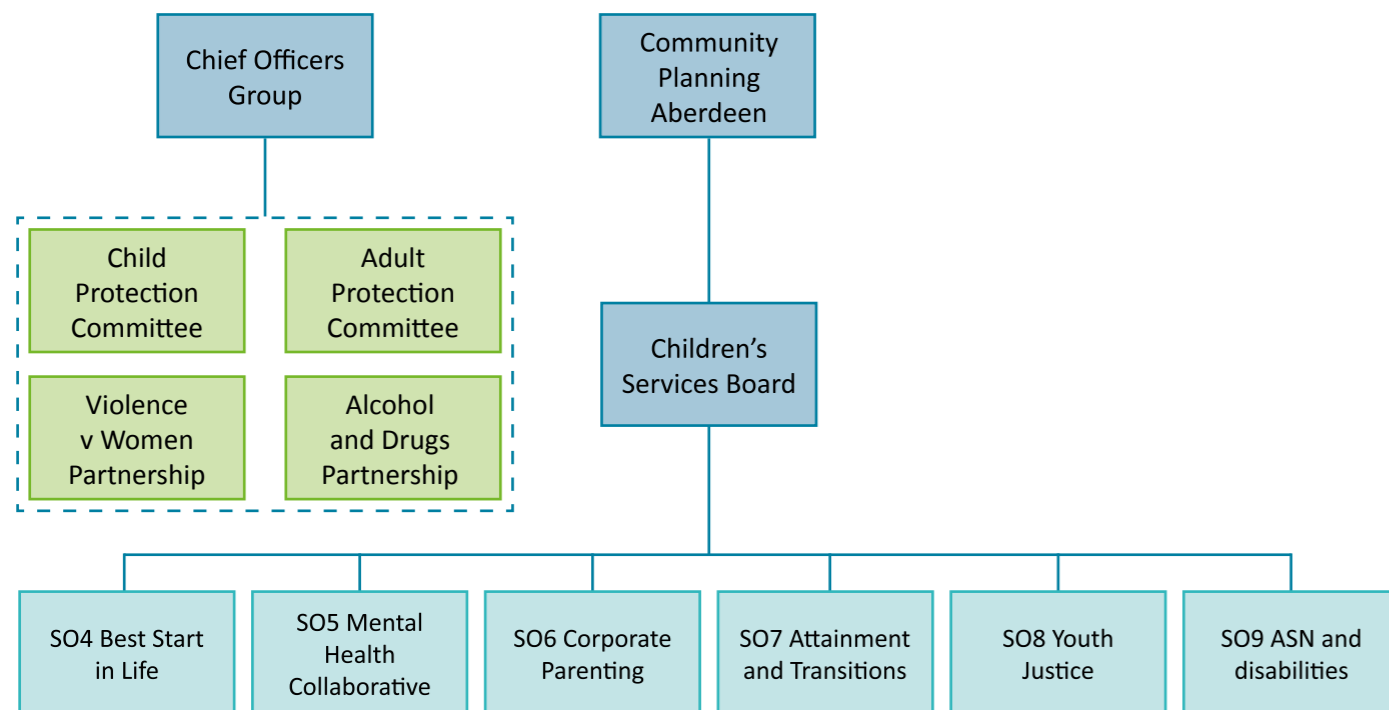 Chief Officers
Group
Community
Planning
Aberdeen
Child
Protection
Committee
Adult
Protection
Committee
Violence
v Women
Partnership
Alcohol
and Drugs
Partnership
Children’s
Services Board
SO4 Best Start
in Life
SO5 Mental
Health
Collaborative
SO6 Corporate
Parenting
SO7 Attainment
and Transitions
SO8 Youth
Justice
SO9 ASN and
disabilities